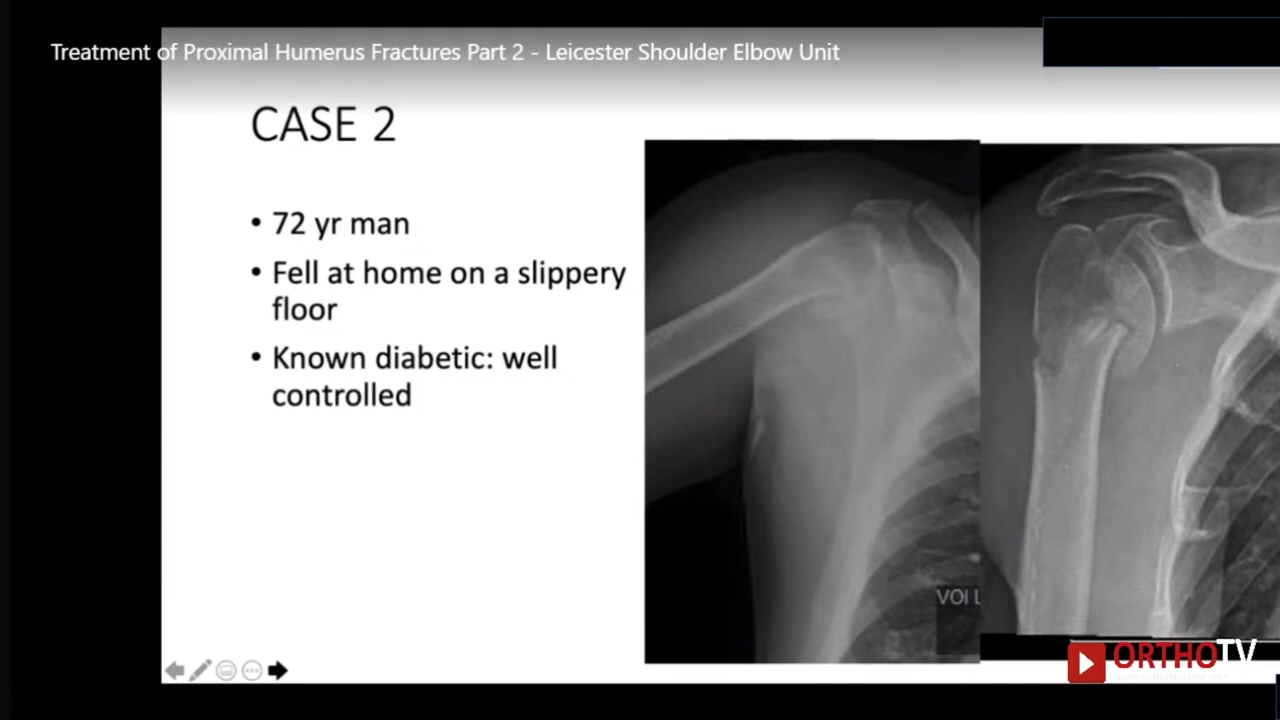 Treatment of Proximal Humerus Fractures Part 2 - Leicester Shoulder Elbow Unit
CASE 2
• 72 yr man
• Fell at home on a slippery
floor
• Known diabetic: well
controlled
VOI L
ORTHOTV